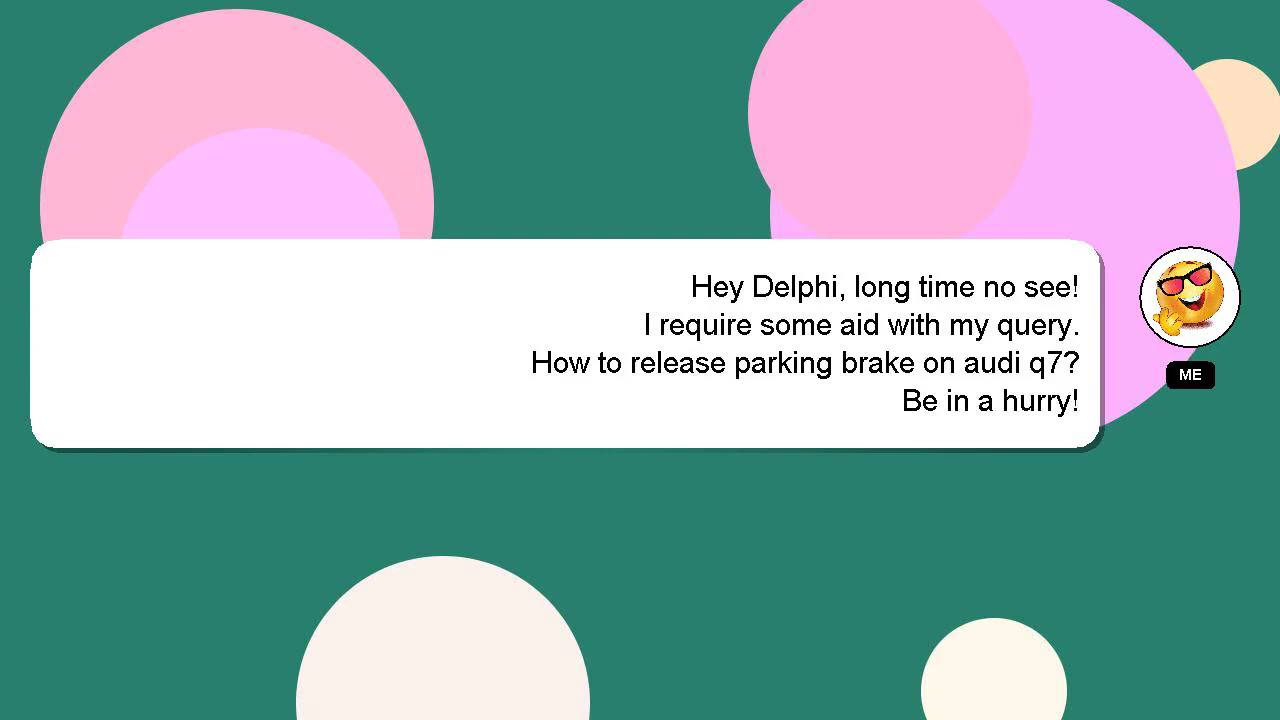 Hey Delphi, long time no see!
I require some aid with my query.
How to release parking brake on audi q7?
Be in a hurry!
ME